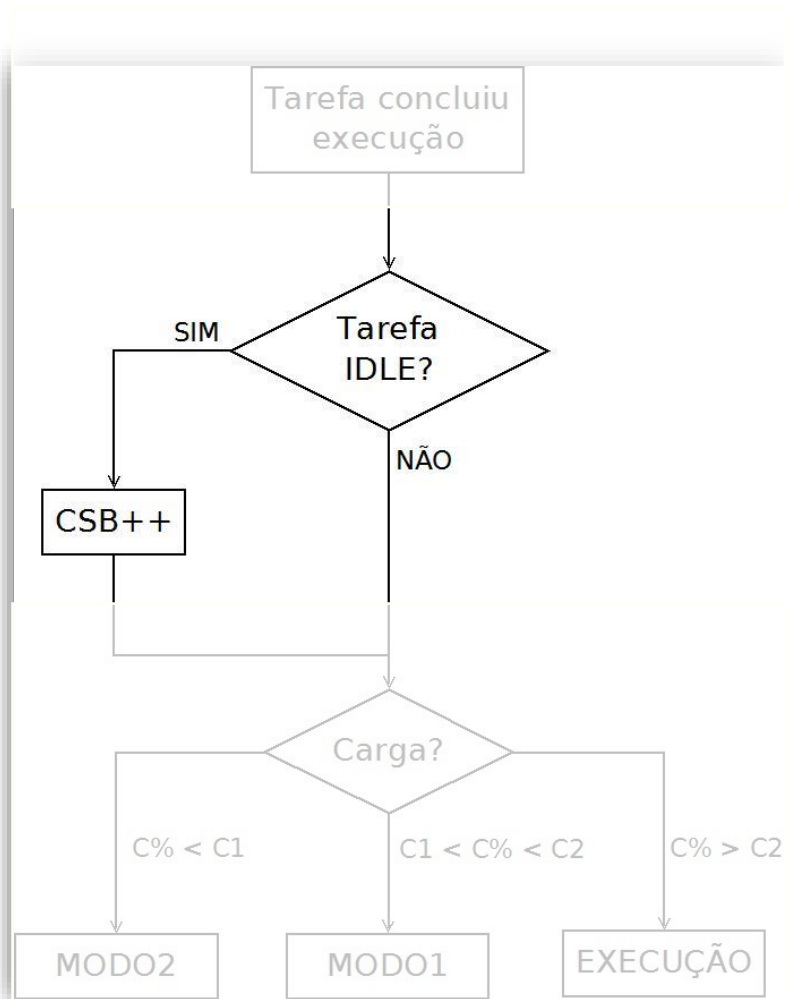 Tarefa concluiu
execução
Tarefa
IDLE?
SIM
NÃO
CSB++
Carga?
C% < C1
C1 < C% < C2
C% > C2
MODO2
MODO1
EXECUÇÃO